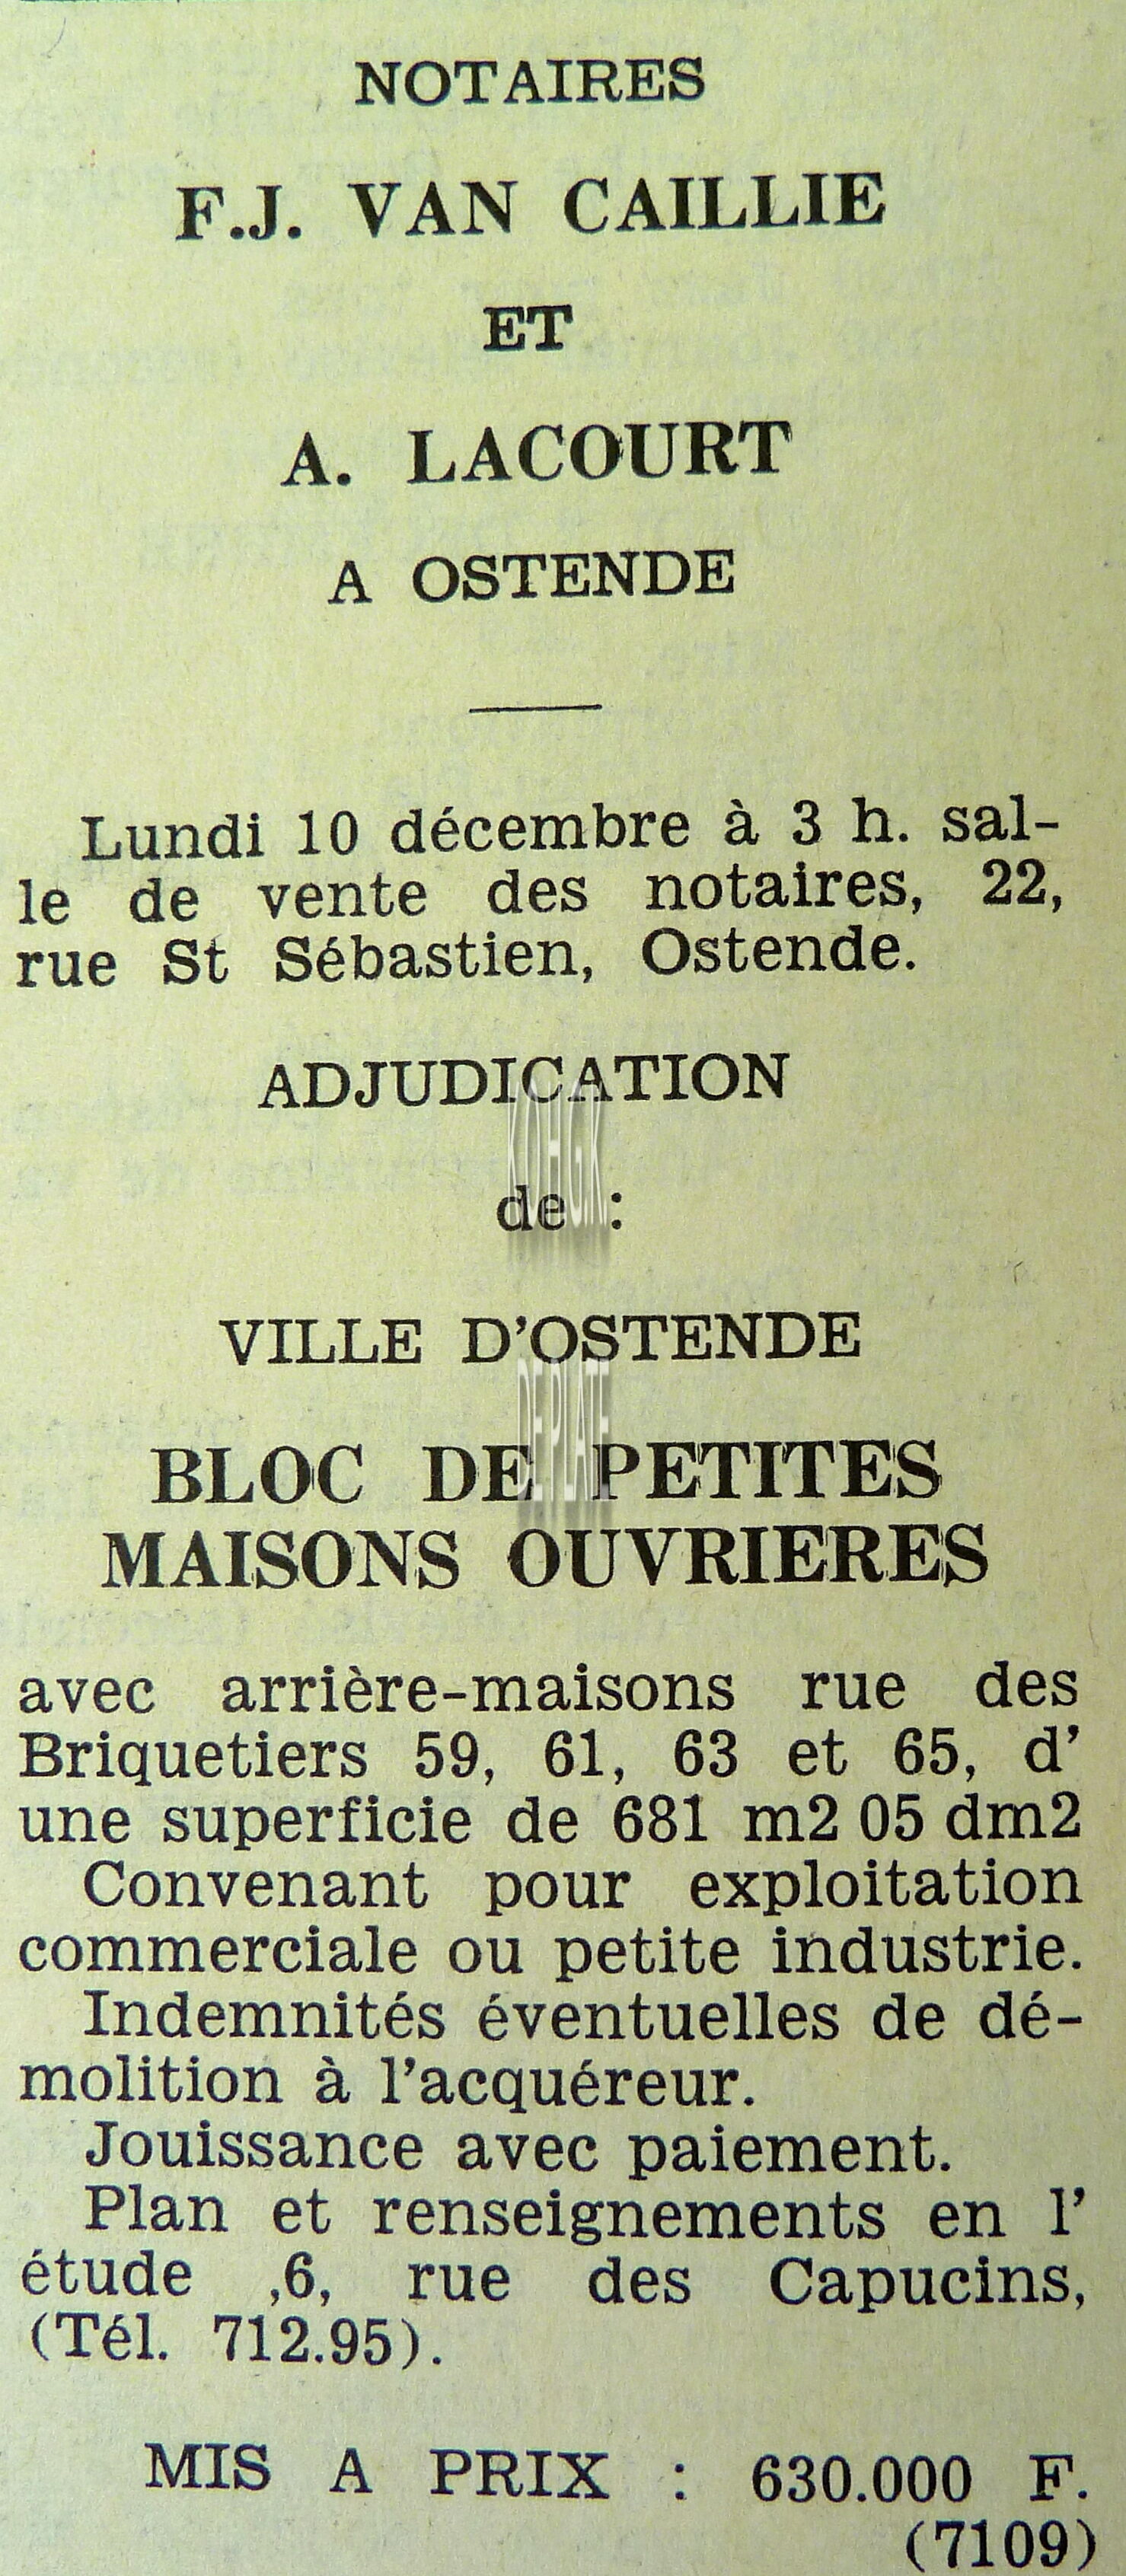 NOTAIRES
F.J. VAN CAILLIE
ET
A. LACOURT
A OSTENDE
Lundi 10 décembre à 3 h. sal-
le de vente des notaires, 22,
rue St Sébastien, Ostende.
ADJUDICATION
KOHGK
de :
VILLE D'OSTENDE
DE PLATE
BLOC DE PETITES
MAISONS OUVRIERES
avec arrière-maisons rue des
Briquetiers 59, 61, 63 et 65, d'
une superficie de 681 m2 05 dm2
Convenant pour exploitation
commerciale ou petite industrie.
Indemnités éventuelles de dé-
molition à l'acquéreur.
Jouissance avec paiement.
Plan et renseignements en l'
étude ,6, rue des Capucins,
(Tél. 712.95).
MIS A PRIX : 630.000 F.
(7109)